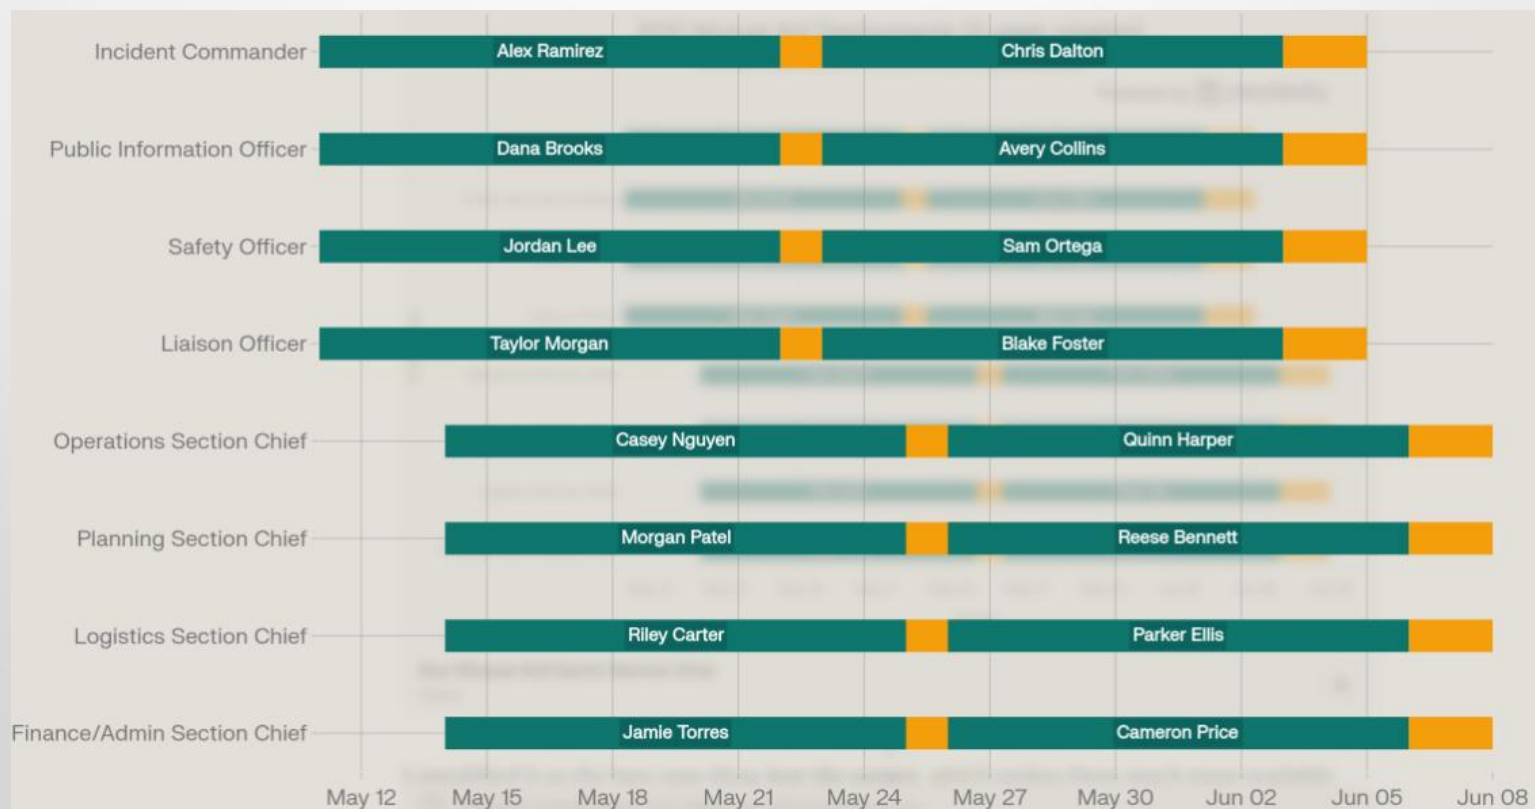 Incident Commander Alex Ramirez Chris Dalton
Public Information Officer Dana Brooks Avery Collins
Safety Officer Jordan Lee Sam Ortega
Liaison Officer Taylor Morgan Blake Foster
Operations Section Chief Casey Nguyen Quinn Harper
Planning Section Chief Morgan Patel Reese Bennett
Logistics Section Chief Riley Carter Parker Ellis
Finance/Admin Section Chief Jamie Torres Cameron Price
May 12 May 15 May 18 May 21 May 24 May 27 May 30 Jun 02 Jun 05 Jun 08